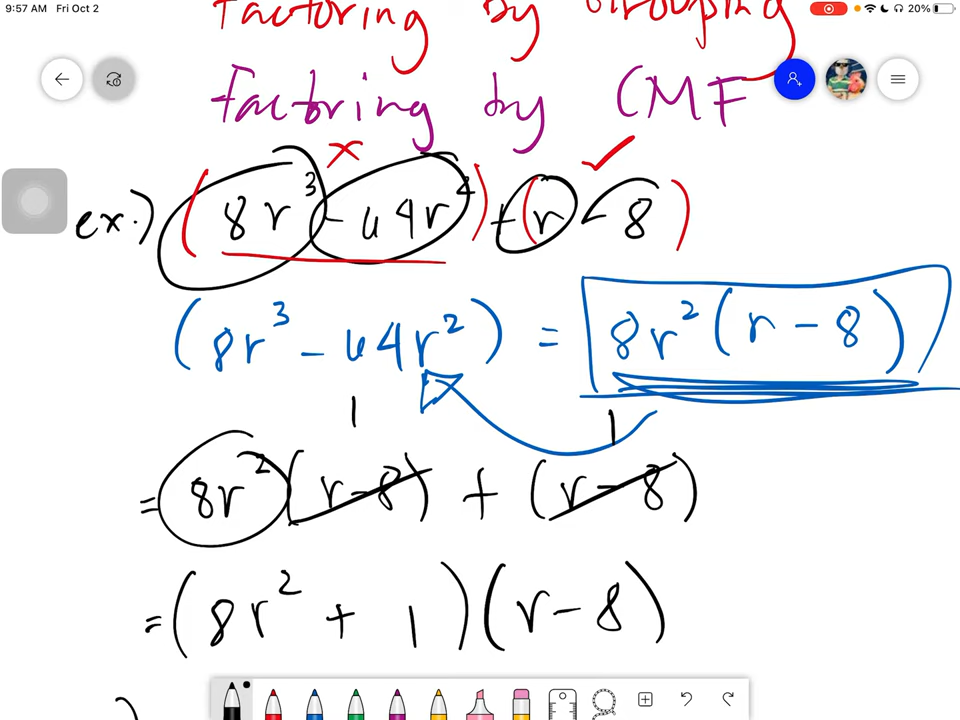 9:57 AM Fri Oct 2 20%
Factoring by Grouping
Factoring by CMF
×
ex.) (8r³ - 64r²) + (r - 8)
(8r³ - 64r²) = 8r²(r - 8)
1 1
= 8r²(r - 8) + (r - 8)
= (8r² + 1)(r - 8)